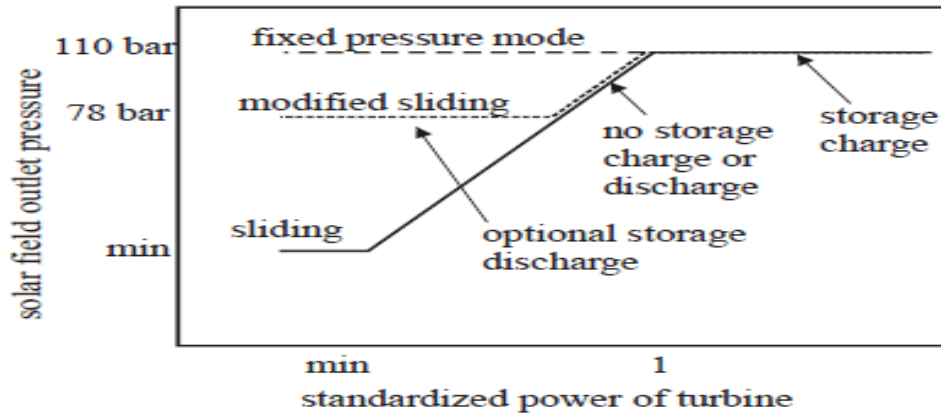 110 bar
fixed pressure mode
78 bar
modified sliding
no storage
charge or
discharge
storage
charge
min
sliding
optional storage
discharge
solar field outlet pressure
min
1
standardized power of turbine